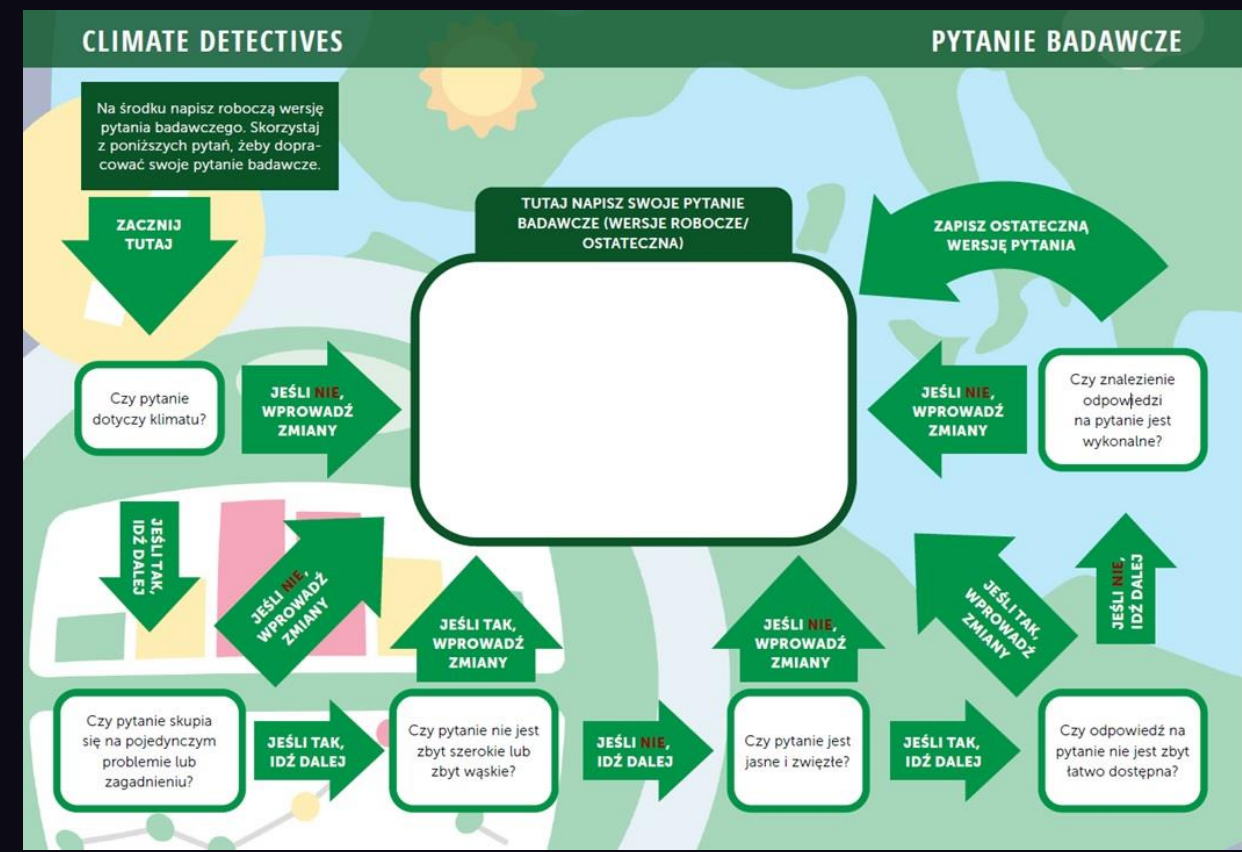 CLIMATE DETECTIVES
PYTANIE BADAWCZE
Na środku napisz roboczą wersję
pytania badawczego. Skorzystaj
z poniższych pytań, żeby dopra-
cować swoje pytanie badawcze.
ZACZNIJ
TUTAJ
TUTAJ NAPISZ SWOJE PYTANIE
BADAWCZE (WERSJE ROBOCZE/
OSTATECZNA)
ZAPISZ OSTATECZNĄ
WERSJĘ PYTANIA
Czy pytanie
dotyczy klimatu?
JEŚLI NIE,
WPROWADŹ
ZMIANY
JEŚLI NIE,
WPROWADŹ
ZMIANY
Czy znalezienie
odpowiedzi
na pytanie jest
wykonalne?
JEŚLI TAK,
IDŹ DALEJ
JEŚLI NIE,
WPROWADŹ
ZMIANY
JEŚLI TAK,
WPROWADŹ
ZMIANY
JEŚLI NIE,
WPROWADŹ
ZMIANY
JEŚLI TAK,
WPROWADŹ
ZMIANY
JEŚLI NIE,
IDŹ DALEJ
Czy pytanie skupia
się na pojedynczym
problemie lub
zagadnieniu?
JEŚLI TAK,
IDŹ DALEJ
Czy pytanie nie jest
zbyt szerokie lub
zbyt wąskie?
JEŚLI NIE,
IDŹ DALEJ
Czy pytanie jest
jasne i zwięzłe?
JEŚLI TAK,
IDŹ DALEJ
Czy odpowiedź na
pytanie nie jest zbyt
łatwo dostępna?